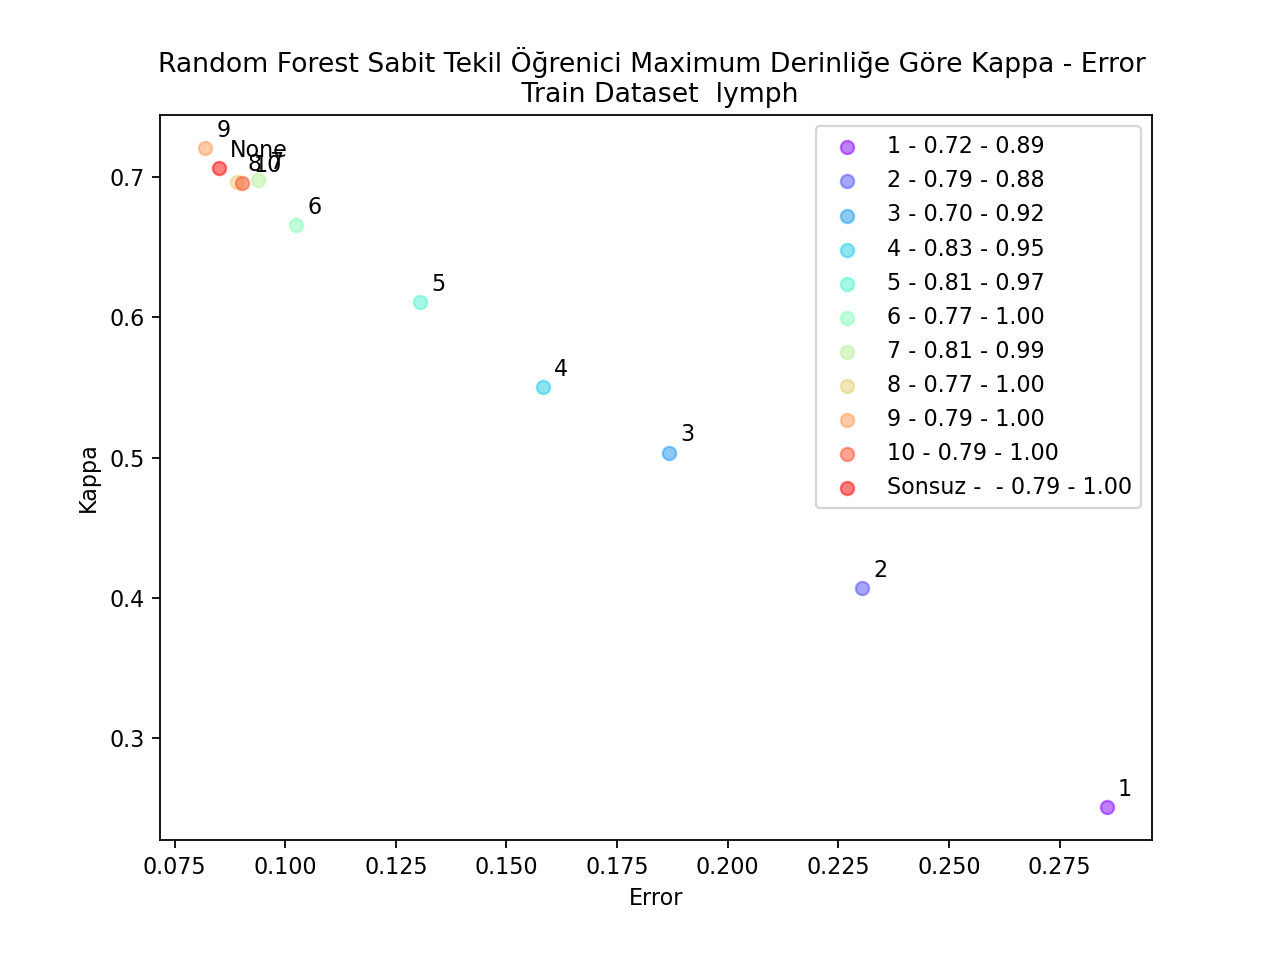 Random Forest Sabit Tekil Öğrenici Maximum Derinliğe Göre Kappa - Error
Train Dataset  lymph
Kappa
0.7
0.6
0.5
0.4
0.3
9
None
8
10
7
6
5
4
3
2
1
1 - 0.72 - 0.89
2 - 0.79 - 0.88
3 - 0.70 - 0.92
4 - 0.83 - 0.95
5 - 0.81 - 0.97
6 - 0.77 - 1.00
7 - 0.81 - 0.99
8 - 0.77 - 1.00
9 - 0.79 - 1.00
10 - 0.79 - 1.00
Sonsuz -  - 0.79 - 1.00
0.075 0.100 0.125 0.150 0.175 0.200 0.225 0.250 0.275
Error